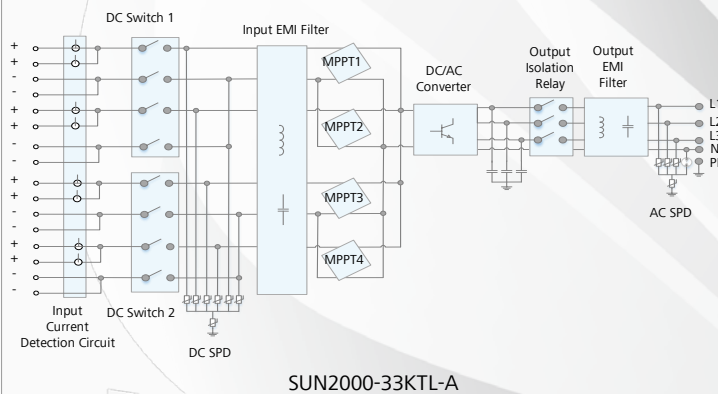 DC Switch 1
Input EMI Filter
+
+
-
-
+
+
-
-
+
+
-
-
+
+
-
-
MPPT1
MPPT2
MPPT3
MPPT4
DC/AC
Converter
Output
Isolation
Relay
Output
EMI
Filter
L1
L2
L3
N
PE
AC SPD
Input
Current
Detection Circuit
DC Switch 2
DC SPD
SUN2000-33KTL-A